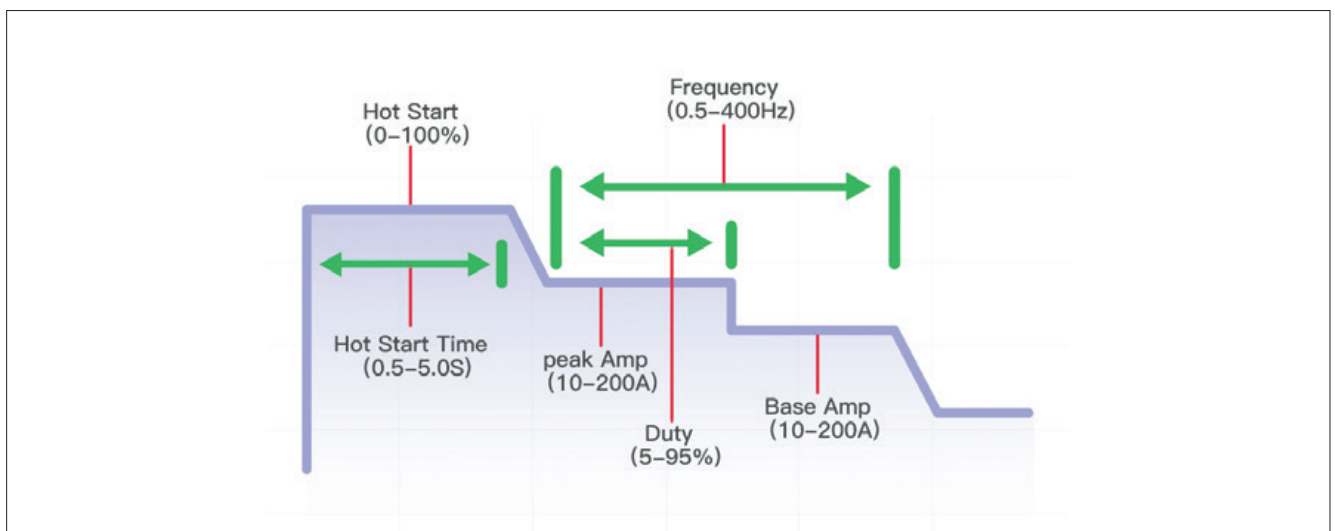 Frequency
(0.5–400Hz)
Hot Start
(0–100%)
Hot Start Time
(0.5–5.0S)
peak Amp
(10–200A)
Base Amp
(10–200A)
Duty
(5–95%)